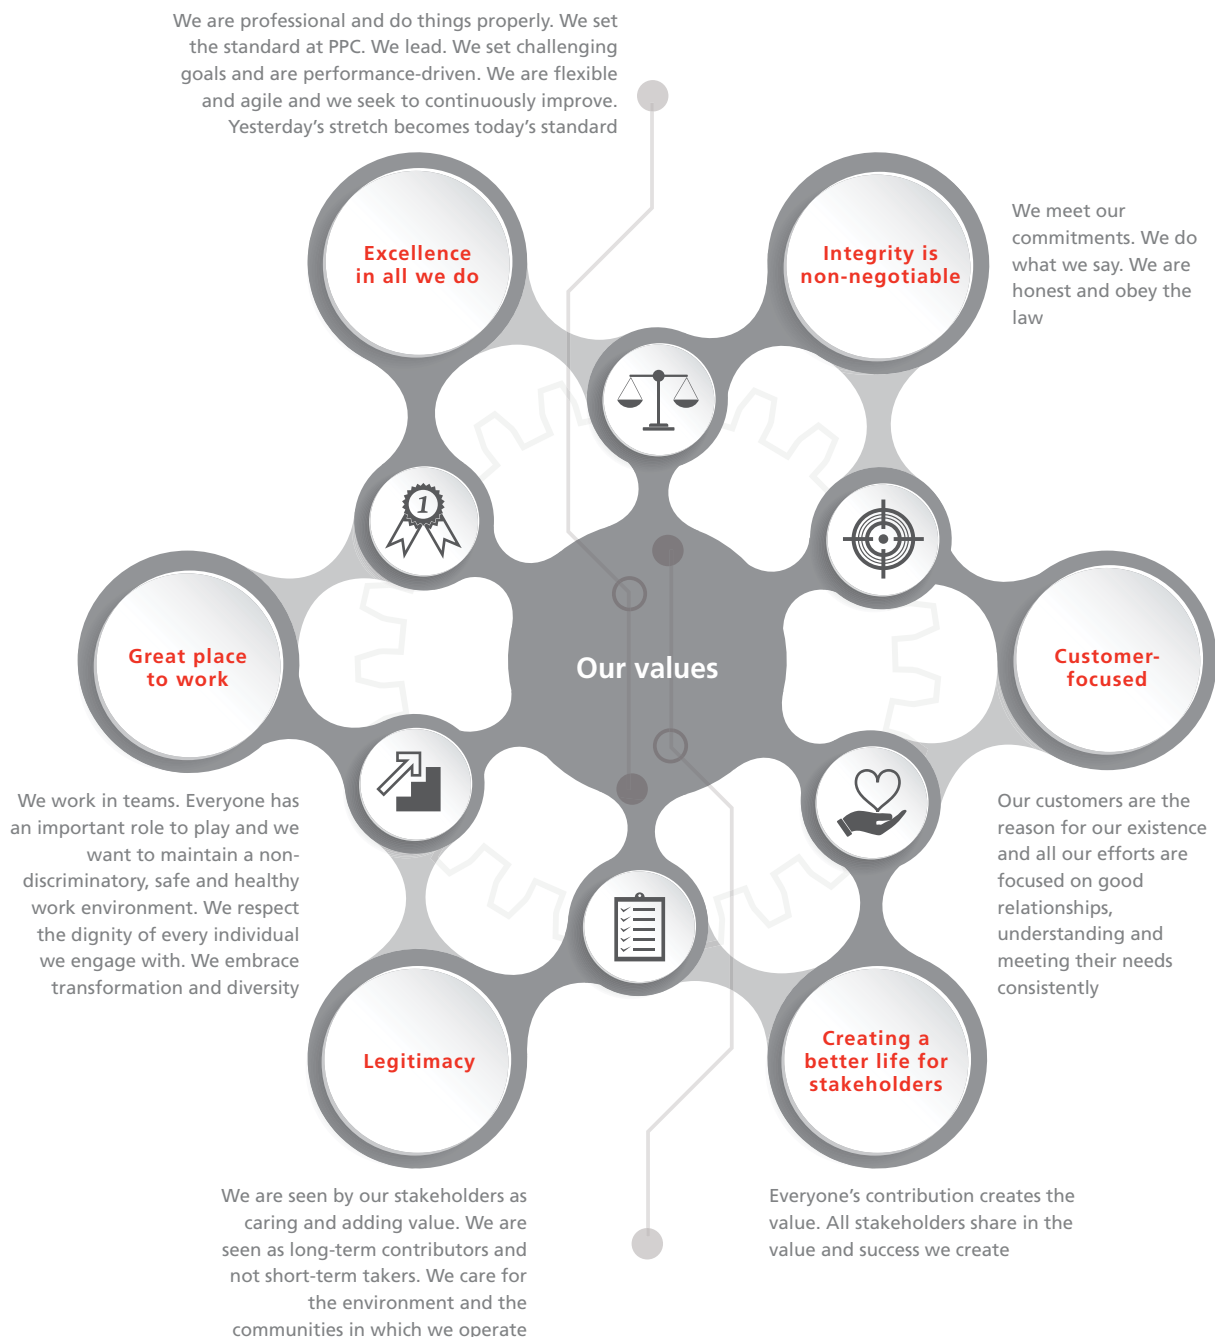 We are professional and do things properly. We set
the standard at PPC. We lead. We set challenging
goals and are performance-driven. We are flexible
and agile and we seek to continuously improve.
Yesterday’s stretch becomes today’s standard
Excellence
in all we do
Integrity is
non-negotiable
We meet our
commitments. We do
what we say. We are
honest and obey the
law
1
Great place
to work
Our values
Customer-
focused
We work in teams. Everyone has
an important role to play and we
want to maintain a non-
discriminatory, safe and healthy
work environment. We respect
the dignity of every individual
we engage with. We embrace
transformation and diversity
Our customers are the
reason for our existence
and all our efforts are
focused on good
relationships,
understanding and
meeting their needs
consistently
Legitimacy
Creating a
better life for
stakeholders
We are seen by our stakeholders as
caring and adding value. We are
seen as long-term contributors and
not short-term takers. We care for
the environment and the
communities in which we operate
Everyone’s contribution creates the
value. All stakeholders share in the
value and success we create